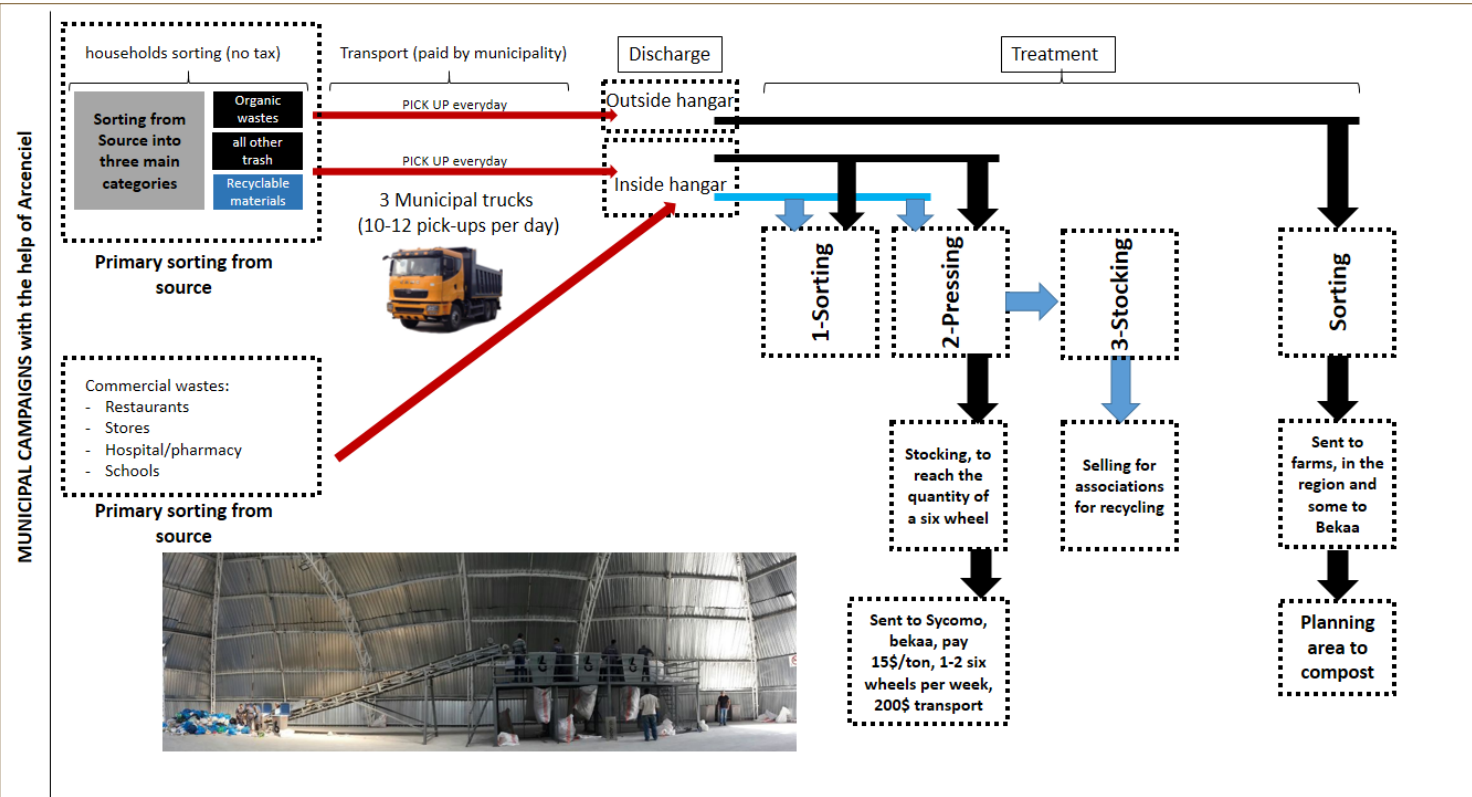 MUNICIPAL CAMPAIGNS with the help of Arcenciel
households sorting (no tax)
Sorting from
Source into
three main
categories
Organic
wastes
all other
trash
Recyclable
materials
Primary sorting from
source
Transport (paid by municipality)
PICK UP everyday
PICK UP everyday
3 Municipal trucks
(10-12 pick-ups per day)
Discharge
Outside hangar
Inside hangar
Treatment
1-Sorting
2-Pressing
3-Stocking
Sorting
Commercial wastes:
- Restaurants
- Stores
- Hospital/pharmacy
- Schools
Primary sorting from
source
Stocking, to
reach the
quantity of
a six wheel
Selling for
associations
for recycling
Sent to
farms, in the
region and
some to
Bekaa
Sent to Sycomo,
bekaa, pay
15$/ton, 1-2 six
wheels per week,
200$ transport
Planning
area to
compost